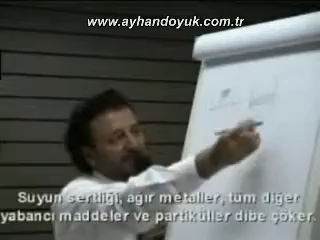 www.ayhandoyuk.com.tr
Suyun sertliği, ağır metaller, tüm diğer
yabancı maddeler ve partiküller dibe çöker.